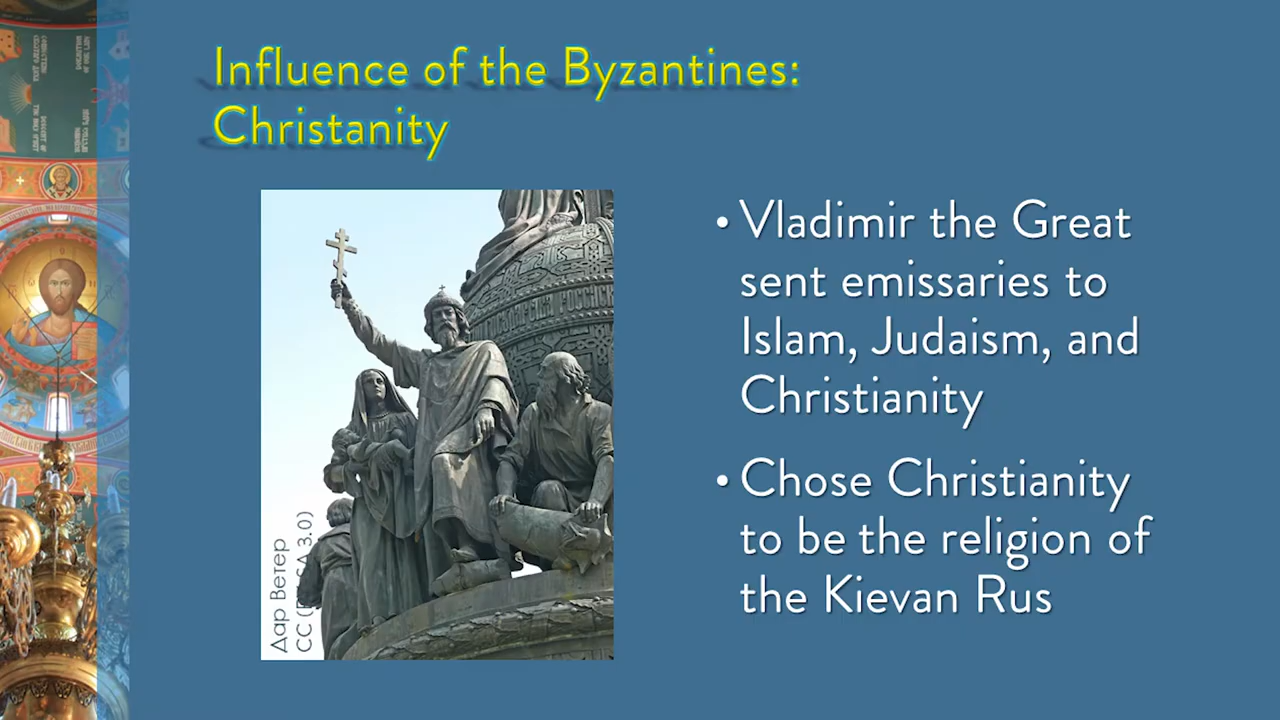 Influence of the Byzantines:
Christanity
• Vladimir the Great
sent emissaries to
Islam, Judaism, and
Christianity
• Chose Christianity
to be the religion of
the Kievan Rus
Дар Ветер
CC (
SA 3.0)